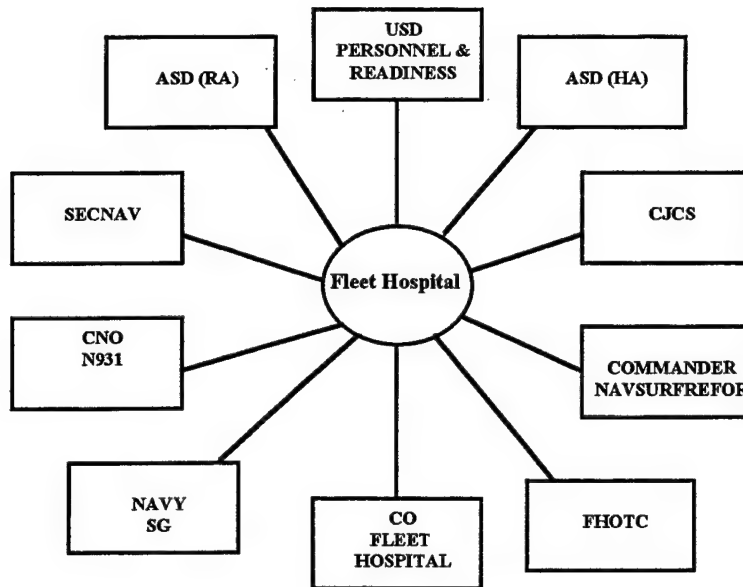 USD
PERSONNEL &
READINESS
ASD (RA)
ASD (HA)
SECNAV
CJCS
Fleet Hospital
CNO
N931
COMMANDER
NAVSURFREFOR
NAVY
SG
CO
FLEET
HOSPITAL
FHOTC